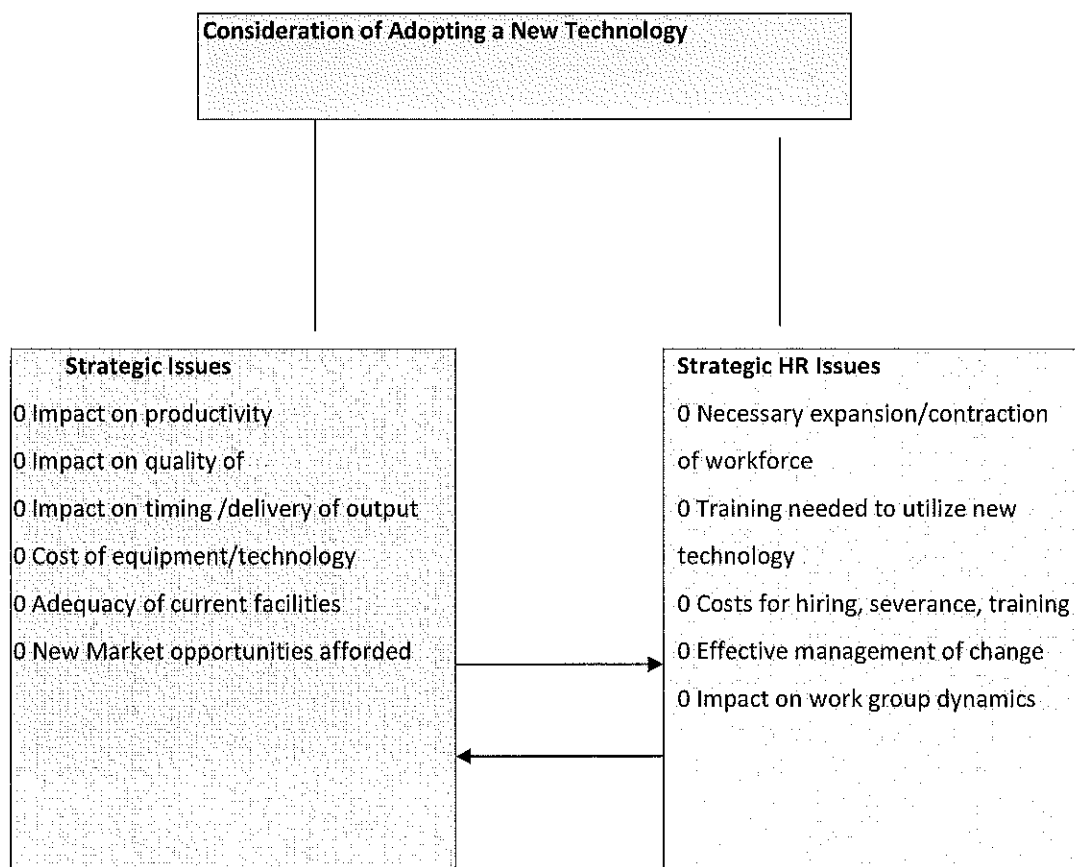 Consideration of Adopting a New Technology
Strategic Issues
0 Impact on productivity
0 Impact on quality of
0 Impact on timing /delivery of output
0 Cost of equipment/technology
0 Adequacy of current facilities
0 New Market opportunities afforded
Strategic HR Issues
0 Necessary expansion/contraction
of workforce
0 Training needed to utilize new
technology
0 Costs for hiring, severance, training
0 Effective management of change
0 Impact on work group dynamics